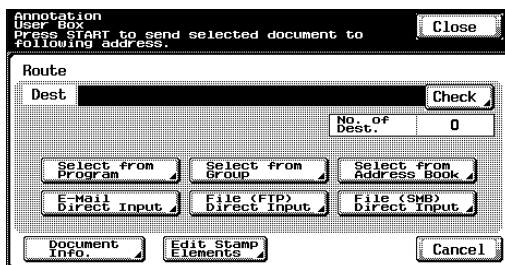 Annotation
User Box
Press START to send selected document to
following address.
Close
Route
Dest
Check
No. of
Dest.
0
Select from
Program
Select from
Group
Select from
Address Book
E-Mail
Direct Input
File (FTP)
Direct Input
File (SMB)
Direct Input
Document
Info.
Edit Stamp
Elements
Cancel